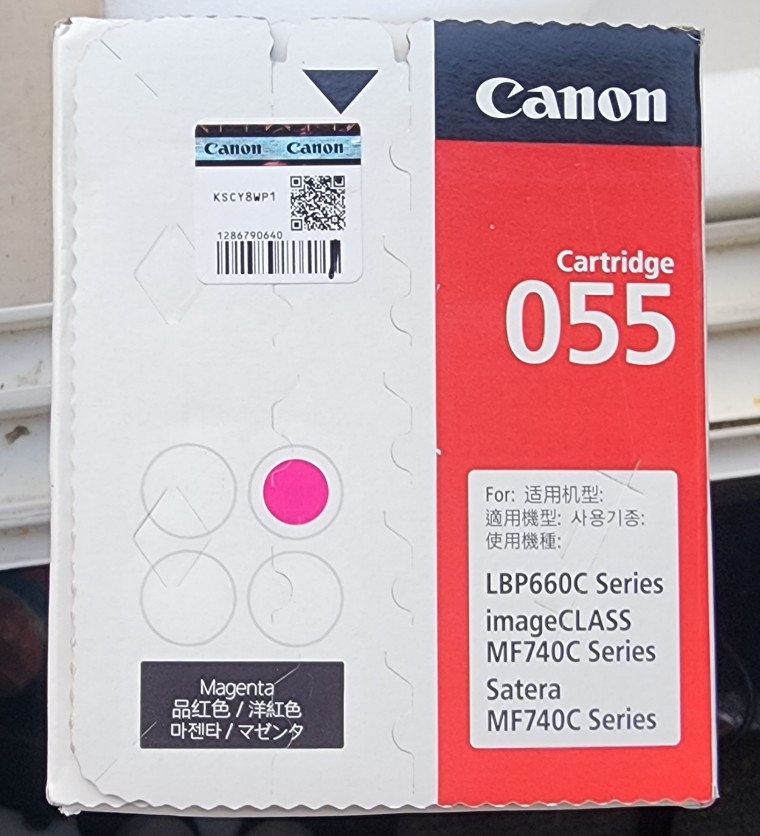 Canon
Canon Canon
KSCY8WP1
1286790640
Cartridge
055
For: 适用机型:
適用機型: 사용기종:
使用機種:
LBP660C Series
imageCLASS
MF740C Series
Satera
MF740C Series
Magenta
品红色 / 洋紅色
마젠타 / マゼンタ